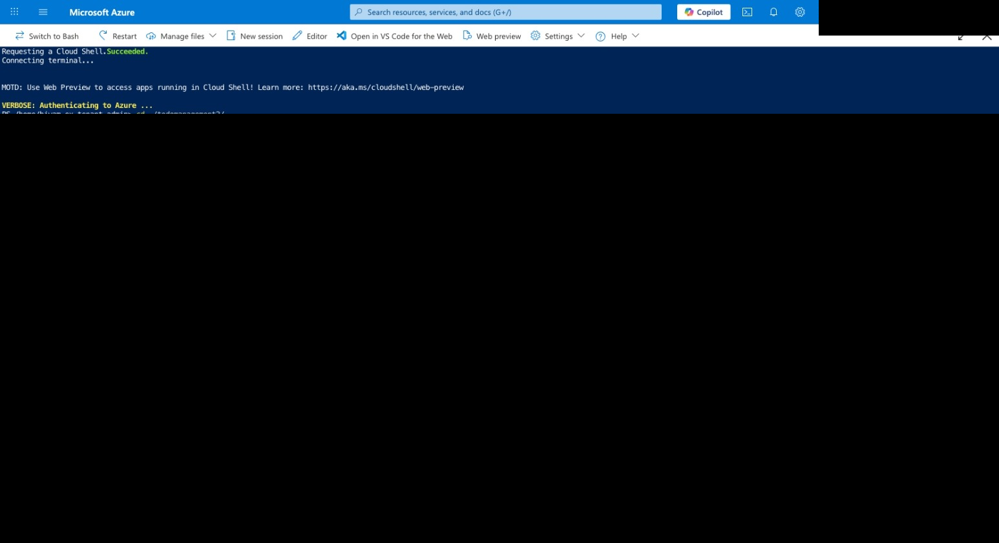 Microsoft Azure
Search resources, services, and docs (G+/)
Copilot
Switch to Bash
Restart
Manage files
New session
Editor
Open in VS Code for the Web
Web preview
Settings
Help
Requesting a Cloud Shell.Succeeded.
Connecting terminal...
MOTD: Use Web Preview to access apps running in Cloud Shell! Learn more: https://aka.ms/cloudshell/web-preview
VERBOSE: Authenticating to Azure ...